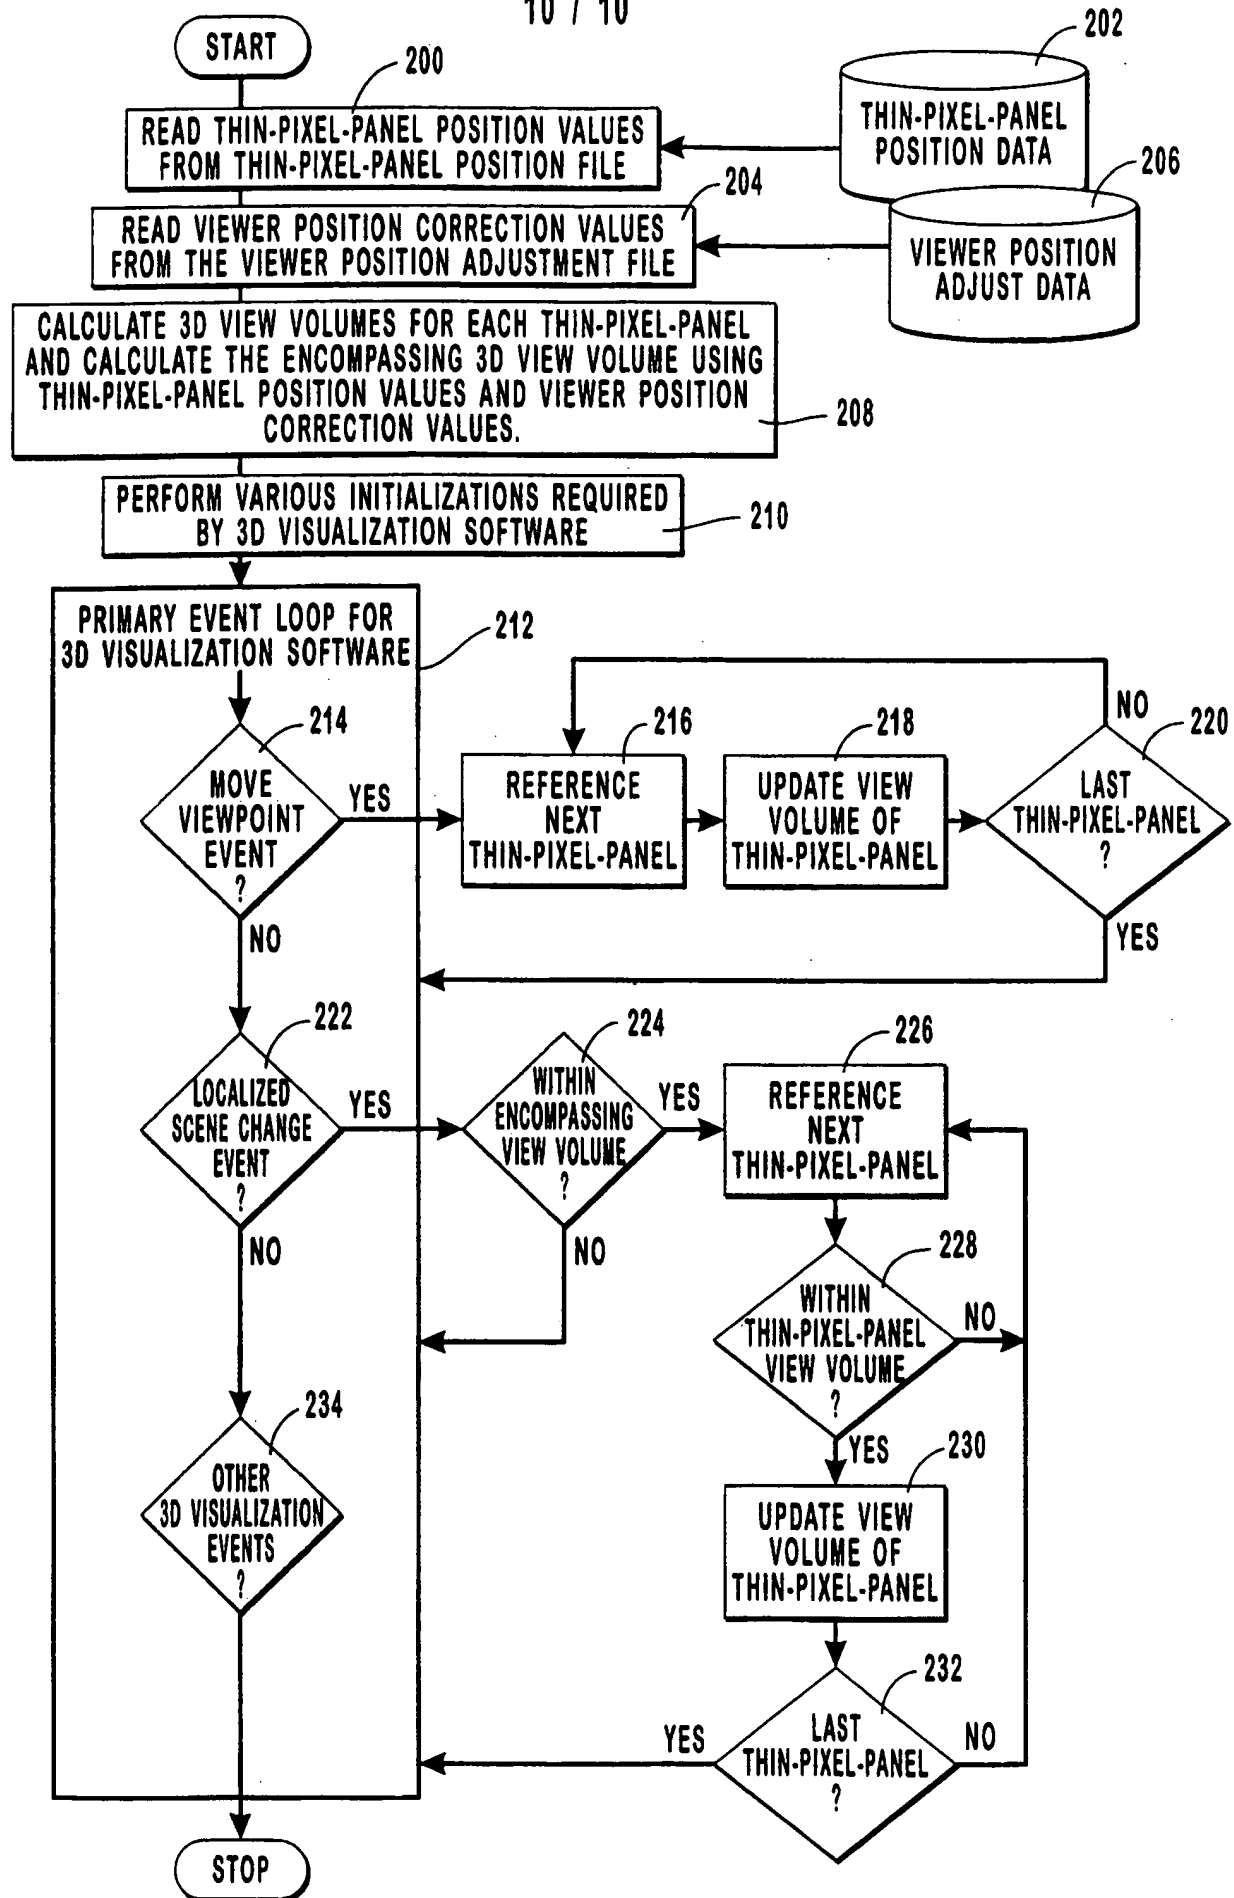 10 / 10
START
200
202
READ THIN-PIXEL-PANEL POSITION VALUES
FROM THIN-PIXEL-PANEL POSITION FILE
THIN-PIXEL-PANEL
POSITION DATA
204
206
READ VIEWER POSITION CORRECTION VALUES
FROM THE VIEWER POSITION ADJUSTMENT FILE
VIEWER POSITION
ADJUST DATA
CALCULATE 3D VIEW VOLUMES FOR EACH THIN-PIXEL-PANEL
AND CALCULATE THE ENCOMPASSING 3D VIEW VOLUME USING
THIN-PIXEL-PANEL POSITION VALUES AND VIEWER POSITION
CORRECTION VALUES.
208
PERFORM VARIOUS INITIALIZATIONS REQUIRED
BY 3D VISUALIZATION SOFTWARE
210
PRIMARY EVENT LOOP FOR
3D VISUALIZATION SOFTWARE
212
214
MOVE
VIEWPOINT
EVENT
?
YES
NO
216
REFERENCE
NEXT
THIN-PIXEL-PANEL
218
UPDATE VIEW
VOLUME OF
THIN-PIXEL-PANEL
NO
220
LAST
THIN-PIXEL-PANEL
?
YES
222
LOCALIZED
SCENE CHANGE
EVENT
?
YES
NO
224
WITHIN
ENCOMPASSING
VIEW VOLUME
?
YES
NO
226
REFERENCE
NEXT
THIN-PIXEL-PANEL
228
WITHIN
THIN-PIXEL-PANEL
VIEW VOLUME
?
NO
YES
230
UPDATE VIEW
VOLUME OF
THIN-PIXEL-PANEL
232
LAST
THIN-PIXEL-PANEL
?
YES
NO
234
OTHER
3D VISUALIZATION
EVENTS
?
STOP